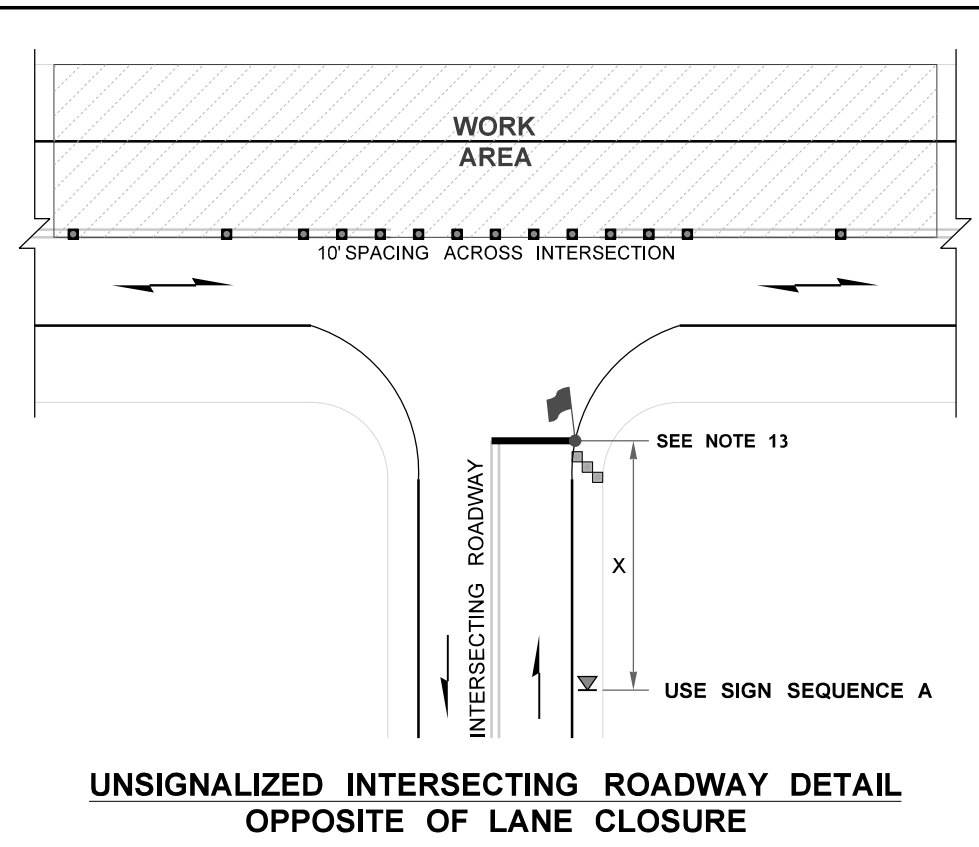 WORK
AREA
10' SPACING ACROSS INTERSECTION
SEE NOTE 13
INTERSECTING ROADWAY
X
USE SIGN SEQUENCE A
UNSIGNALIZED INTERSECTING ROADWAY DETAIL
OPPOSITE OF LANE CLOSURE